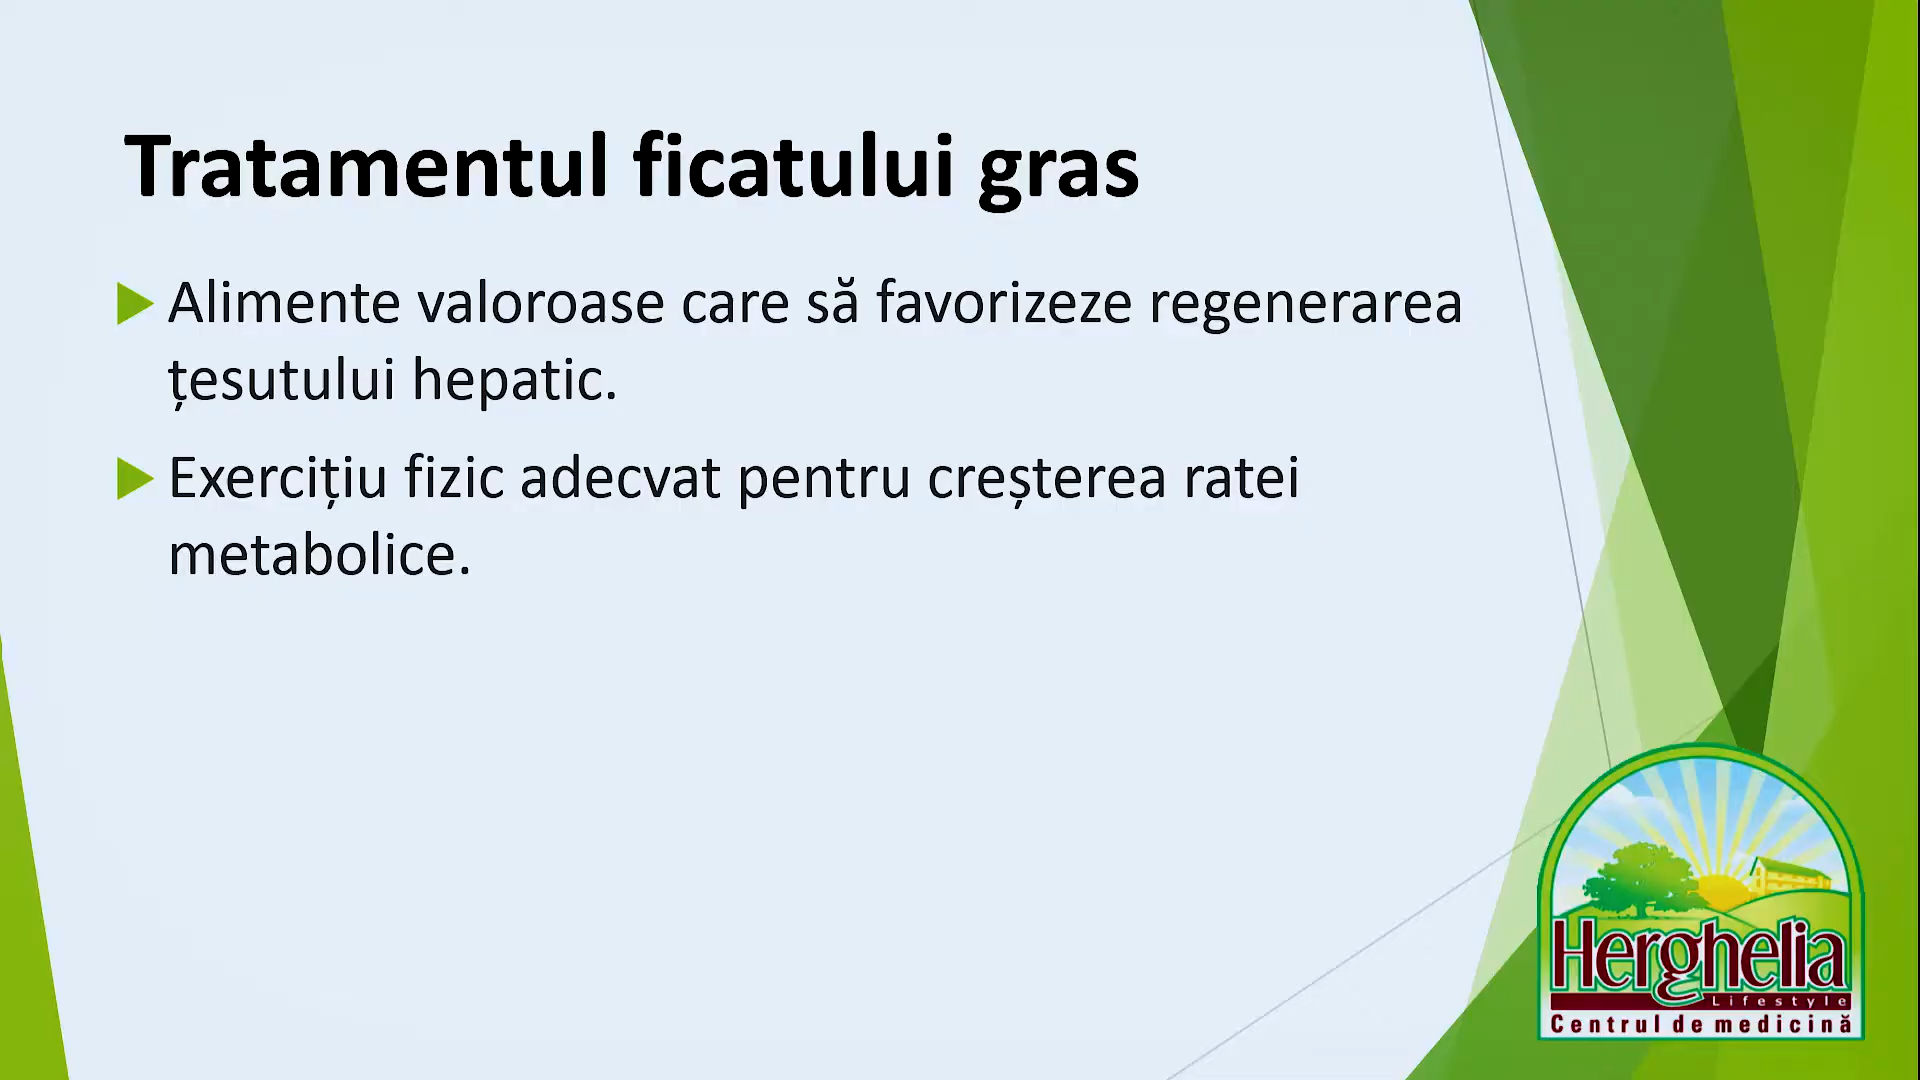 Tratamentul ficatului gras
Alimente valoroase care să favorizeze regenerarea
țesutului hepatic.
Exercițiu fizic adecvat pentru creșterea ratei
metabolice.
Herghelia
Lifestyle
Centrul de medicină